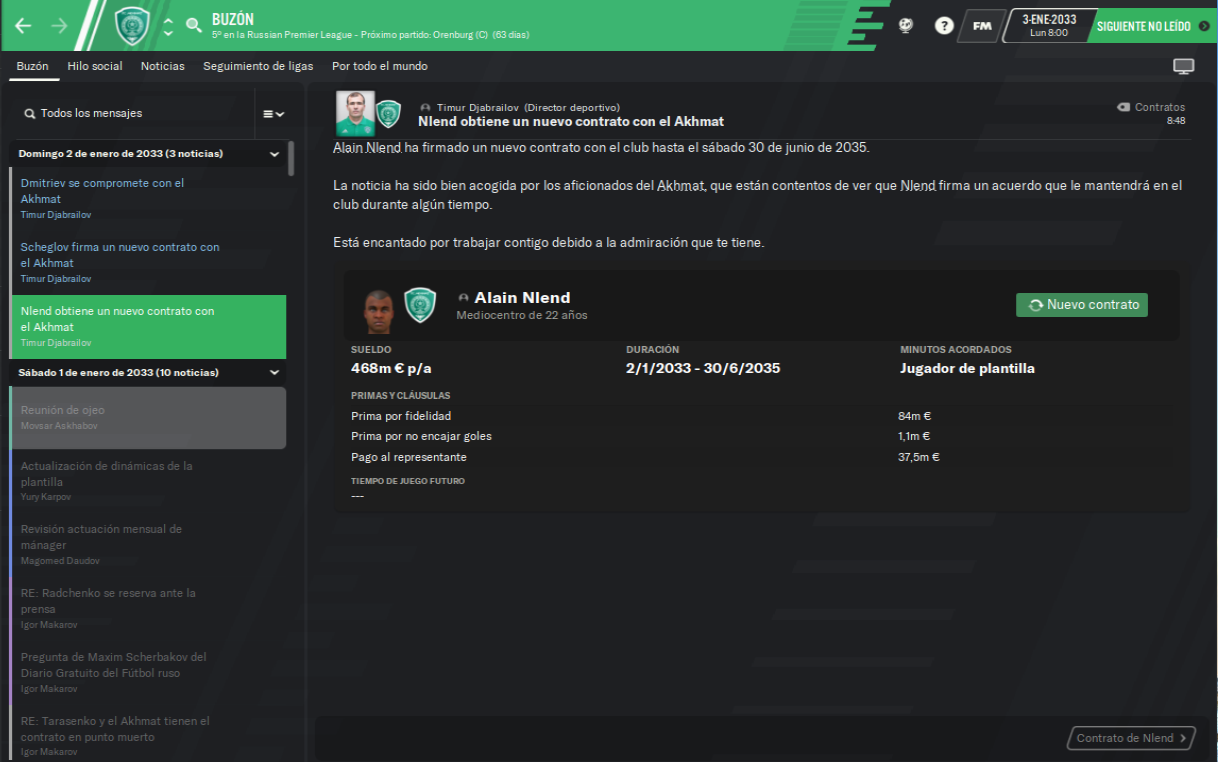 BUZÓN
5º en la Russian Premier League - Próximo partido: Orenburg (C) (63 días)
?
FM
3-ENE-2033
Lun 8:00
SIGUIENTE NO LEÍDO
Buzón
Hilo social
Noticias
Seguimiento de ligas
Por todo el mundo
Todos los mensajes
Domingo 2 de enero de 2033 (3 noticias)
Dmitriev se compromete con el
Akhmat
Timur Djabrailov
Scheglov firma un nuevo contrato con
el Akhmat
Timur Djabrailov
Nlend obtiene un nuevo contrato con
el Akhmat
Timur Djabrailov
Sábado 1 de enero de 2033 (10 noticias)
Reunión de ojeo
Movsar Askhabov
Actualización de dinámicas de la
plantilla
Yury Karpov
Revisión actuación mensual de
mánager
Magomed Daudov
RE: Radchenko se reserva ante la
prensa
Igor Makarov
Pregunta de Maxim Scherbakov del
Diario Gratuito del Fútbol ruso
Igor Makarov
RE: Tarasenko y el Akhmat tienen el
contrato en punto muerto
Igor Makarov
Timur Djabrailov (Director deportivo)
Nlend obtiene un nuevo contrato con el Akhmat
Contratos
8:48
Alain Nlend ha firmado un nuevo contrato con el club hasta el sábado 30 de junio de 2035.
La noticia ha sido bien acogida por los aficionados del Akhmat, que están contentos de ver que Nlend firma un acuerdo que le mantendrá en el
club durante algún tiempo.
Está encantado por trabajar contigo debido a la admiración que te tiene.
Alain Nlend
Mediocentro de 22 años
Nuevo contrato
SUELDO
DURACIÓN
MINUTOS ACORDADOS
468m € p/a
2/1/2033 - 30/6/2035
Jugador de plantilla
PRIMAS Y CLÁUSULAS
Prima por fidelidad
84m €
Prima por no encajar goles
1,1m €
Pago al representante
37,5m €
TIEMPO DE JUEGO FUTURO
---
Contrato de Nlend